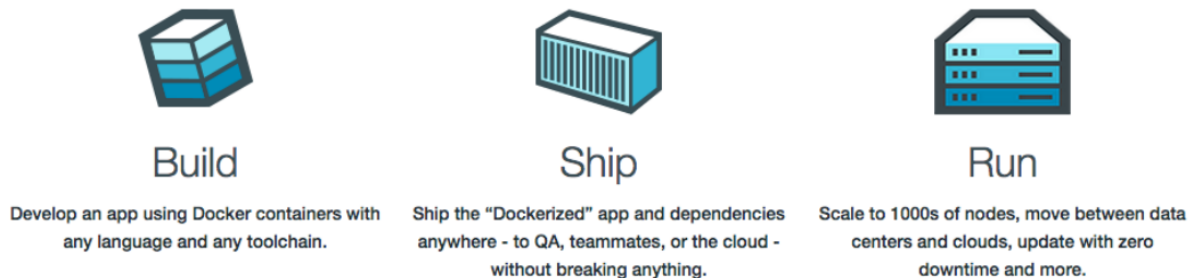 Build
Develop an app using Docker containers with
any language and any toolchain.
Ship
Ship the “Dockerized” app and dependencies
anywhere - to QA, teammates, or the cloud -
without breaking anything.
Run
Scale to 1000s of nodes, move between data
centers and clouds, update with zero
downtime and more.